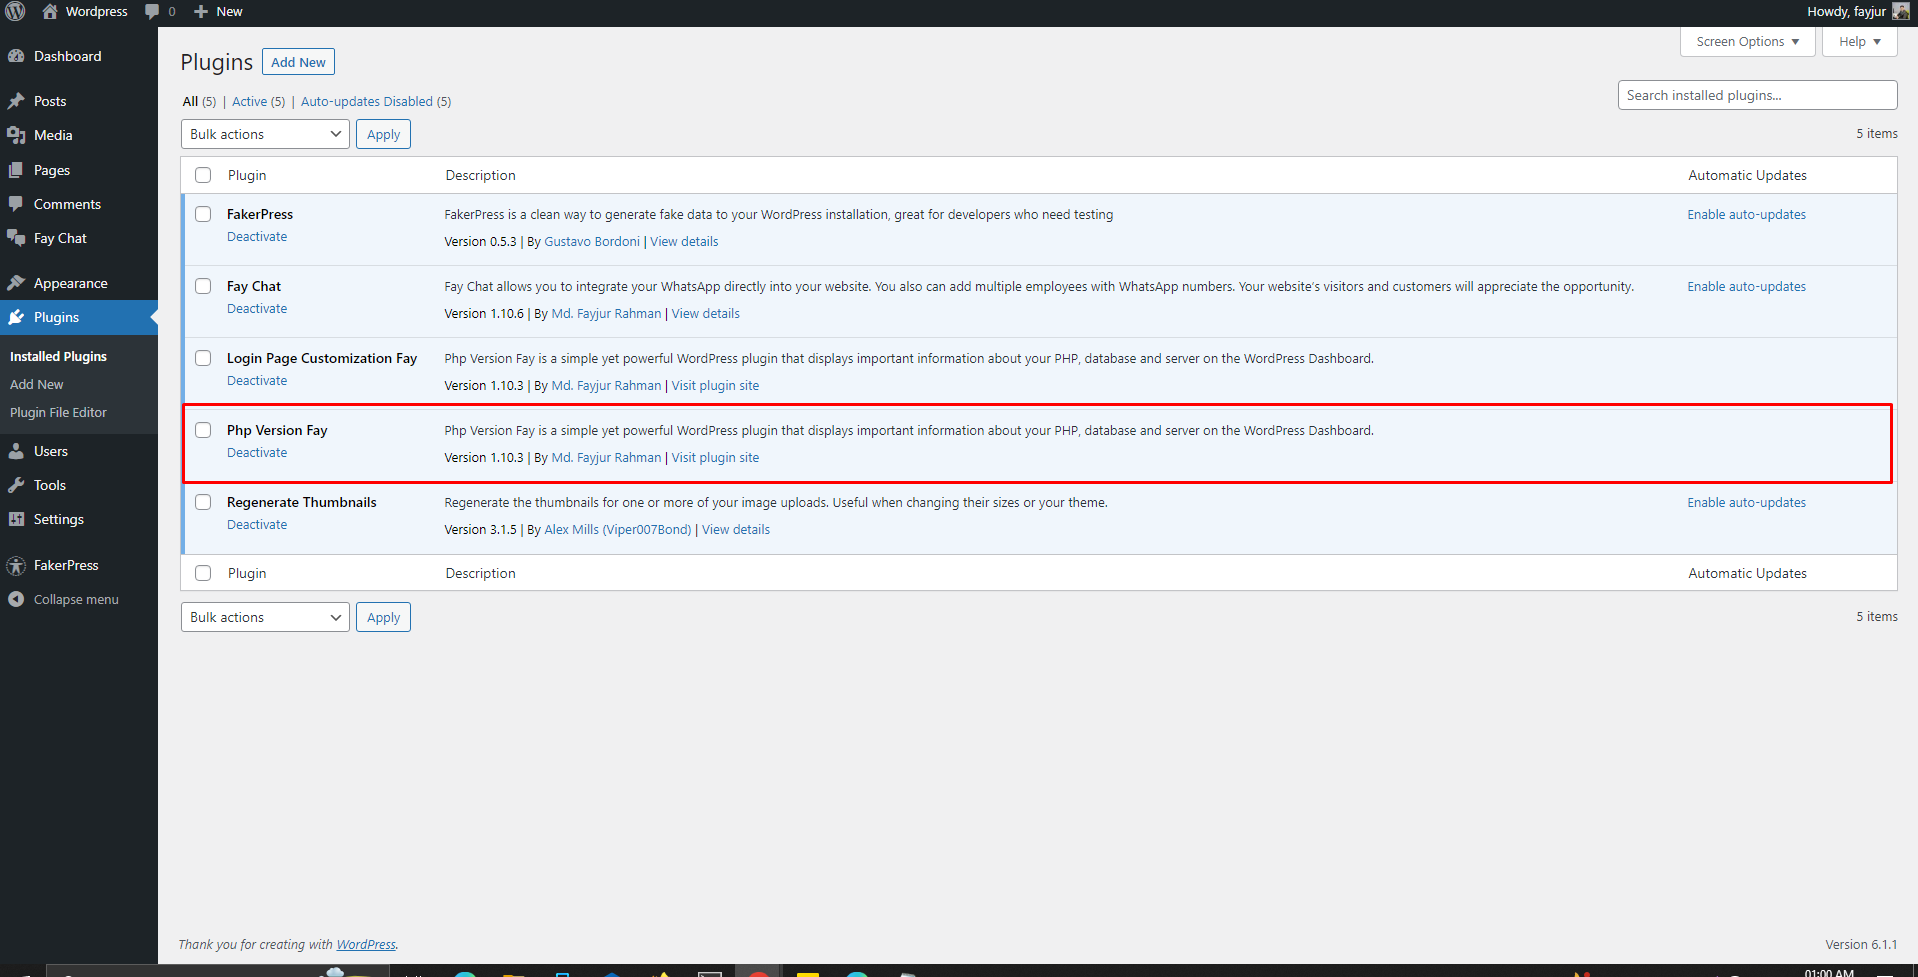 Wordpress 0 New Howdy, fayjur
Dashboard
Posts
Media
Pages
Comments
Fay Chat
Appearance
Plugins
Installed Plugins
Add New
Plugin File Editor
Users
Tools
Settings
FakerPress
Collapse menu
Screen Options Help
Plugins Add New
All (5) | Active (5) | Auto-updates Disabled (5)
Search installed plugins...
Bulk actions Apply 5 items
Plugin Description Automatic Updates
FakerPress FakerPress is a clean way to generate fake data to your WordPress installation, great for developers who need testing Enable auto-updates
Deactivate
Version 0.5.3 | By Gustavo Bordoni | View details
Fay Chat Fay Chat allows you to integrate your WhatsApp directly into your website. You also can add multiple employees with WhatsApp numbers. Your website’s visitors and customers will appreciate the opportunity. Enable auto-updates
Deactivate
Version 1.10.6 | By Md. Fayjur Rahman | View details
Login Page Customization Fay Php Version Fay is a simple yet powerful WordPress plugin that displays important information about your PHP, database and server on the WordPress Dashboard.
Deactivate
Version 1.10.3 | By Md. Fayjur Rahman | Visit plugin site
Php Version Fay Php Version Fay is a simple yet powerful WordPress plugin that displays important information about your PHP, database and server on the WordPress Dashboard.
Deactivate
Version 1.10.3 | By Md. Fayjur Rahman | Visit plugin site
Regenerate Thumbnails Regenerate the thumbnails for one or more of your image uploads. Useful when changing their sizes or your theme. Enable auto-updates
Deactivate
Version 3.1.5 | By Alex Mills (Viper007Bond) | View details
Plugin Description Automatic Updates
Bulk actions Apply 5 items
Thank you for creating with WordPress. Version 6.1.1
01:00 AM